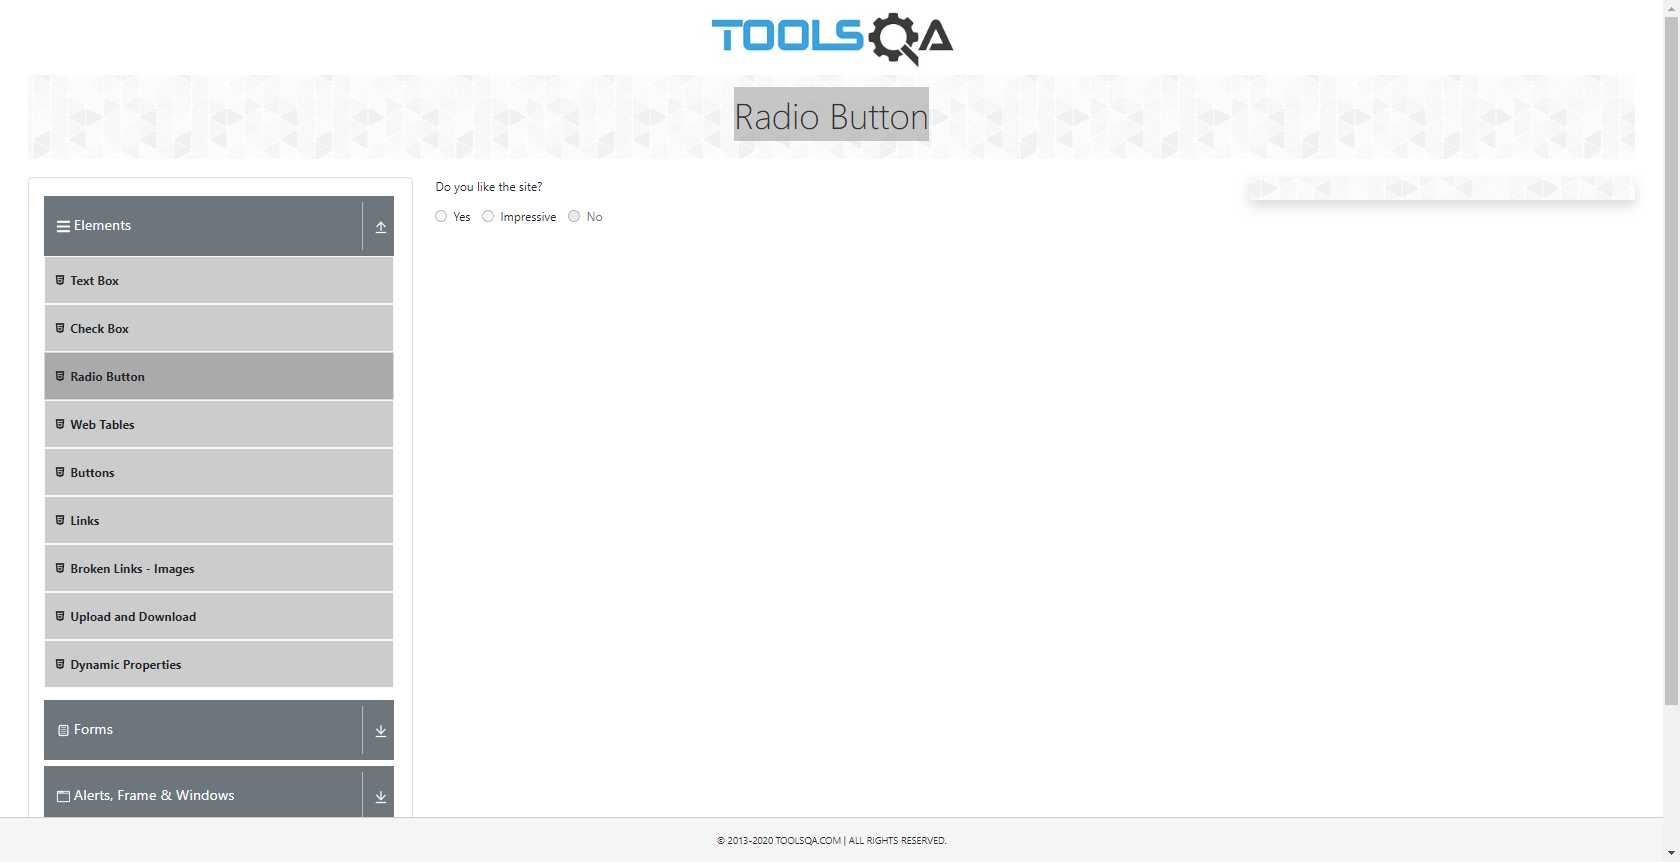 TOOLSQA
Radio Button
Elements
Text Box
Check Box
Radio Button
Web Tables
Buttons
Links
Broken Links - Images
Upload and Download
Dynamic Properties
Forms
Alerts, Frame & Windows
Do you like the site?
Yes Impressive No
© 2013-2020 TOOLSQA.COM | ALL RIGHTS RESERVED.